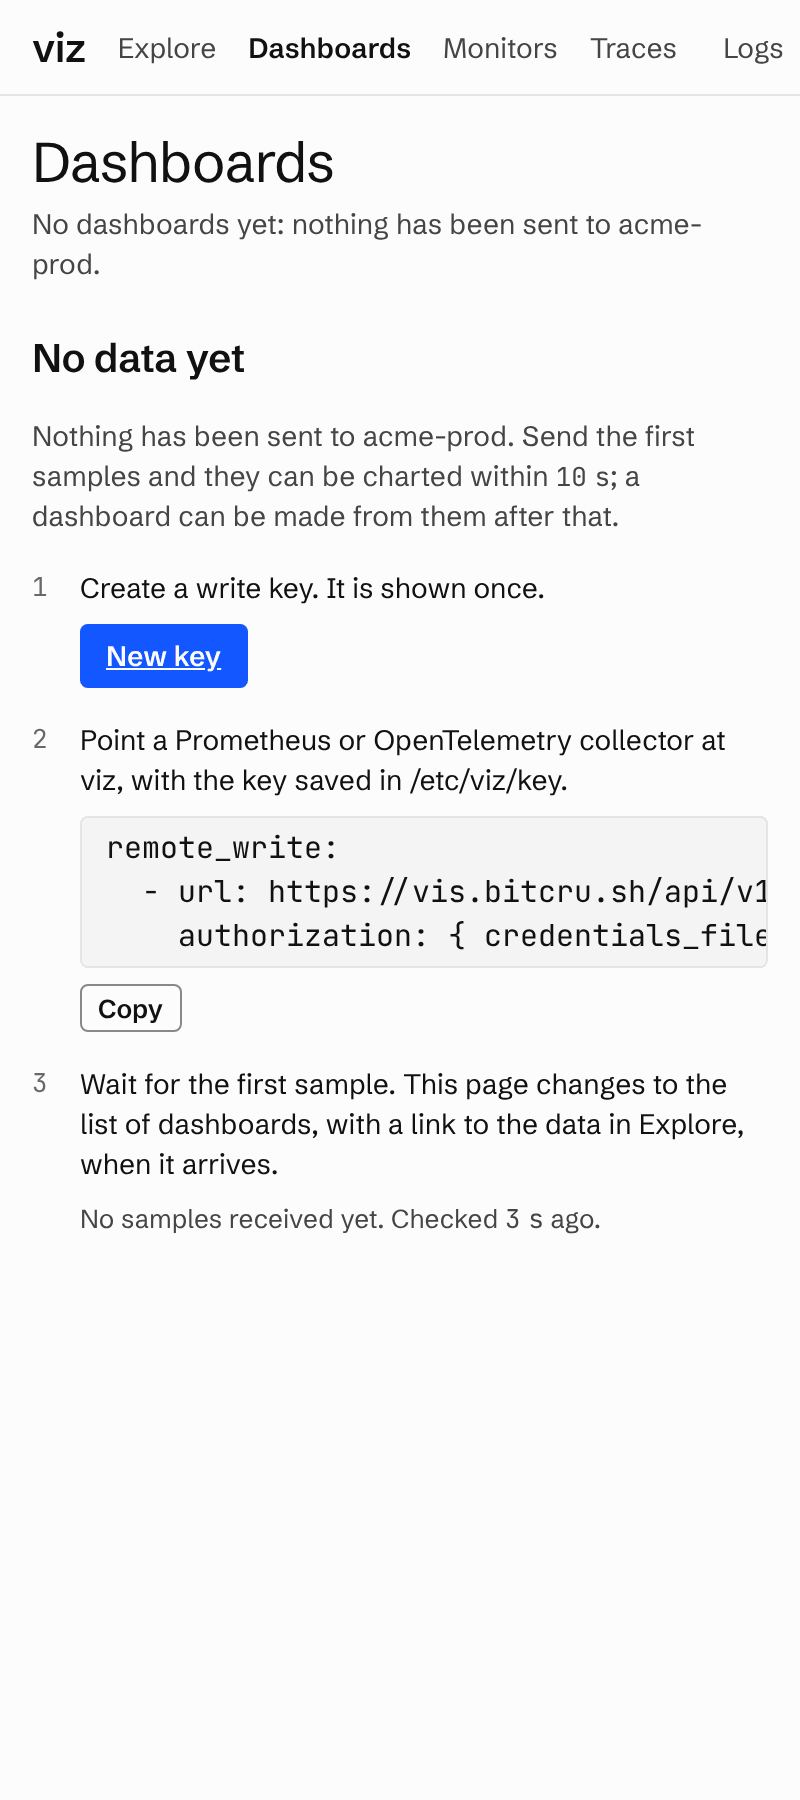 viz Explore Dashboards Monitors Traces Logs
Dashboards
No dashboards yet: nothing has been sent to acme-
prod.
No data yet
Nothing has been sent to acme-prod. Send the first
samples and they can be charted within 10 s; a
dashboard can be made from them after that.
1 Create a write key. It is shown once.
New key
2 Point a Prometheus or OpenTelemetry collector at
viz, with the key saved in /etc/viz/key.
remote_write:
  - url: https://vis.bitcru.sh/api/v1
    authorization: { credentials_file
Copy
3 Wait for the first sample. This page changes to the
list of dashboards, with a link to the data in Explore,
when it arrives.
No samples received yet. Checked 3 s ago.